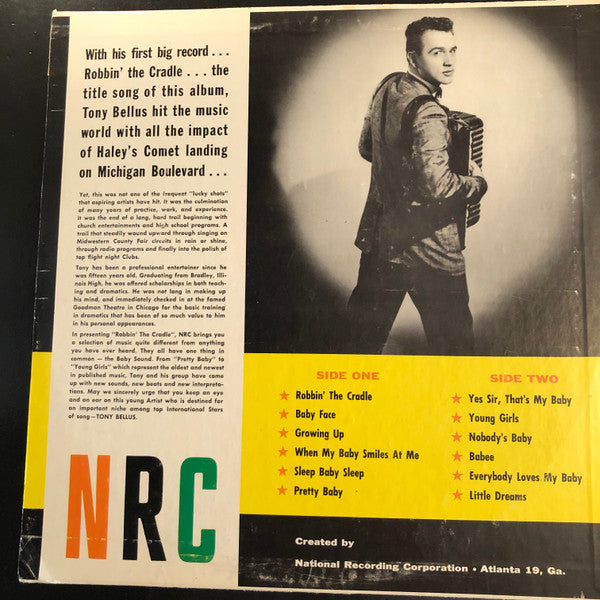 With his first big record . . .
Robbin' the Cradle . . . the
title song of this album,
Tony Bellus hit the music
world with all the impact
of Haley's Comet landing
on Michigan Boulevard . . .
Yet, this was not one of the frequent "lucky shots"
that aspiring artists have hit. It was the culmination
of many years of practice, work, and experience.
It was the end of a long, hard trail beginning with
church entertainments and high school programs. A
trail that steadily wound upward through singing on
Midwestern County Fair circuits in rain or shine,
through radio programs and finally into the polish of
top flight night Clubs.
Tony has been a professional entertainer since he
was fifteen years old. Graduating from Bradley, Illi-
nois High, he was offered scholarships in both teach-
ing and dramatics. He was not long in making up
his mind, and immediately checked in at the famed
Goodman Theatre in Chicago for the basic training
in dramatics that has been of so much value to him
in his personal appearances.
In presenting "Robbin' The Cradle", NRC brings you
a selection of music quite different from anything
you have ever heard. They all have one thing in
common — the Baby Sound. From "Pretty Baby" to
"Young Girls" which represent the oldest and newest
in published music, Tony and his group have come
up with new sounds, new beats and new interpreta-
tions. May we sincerely urge that you keep an eye
and an ear on this young Artist who is destined for
an important niche among top International Stars
of song—TONY BELLUS.
NRC
SIDE ONE
★ Robbin' The Cradle
★ Baby Face
★ Growing Up
★ When My Baby Smiles At Me
★ Sleep Baby Sleep
★ Pretty Baby
SIDE TWO
★ Yes Sir, That's My Baby
★ Young Girls
★ Nobody's Baby
★ Babee
★ Everybody Loves My Baby
★ Little Dreams
Created by
National Recording Corporation • Atlanta 19, Ga.